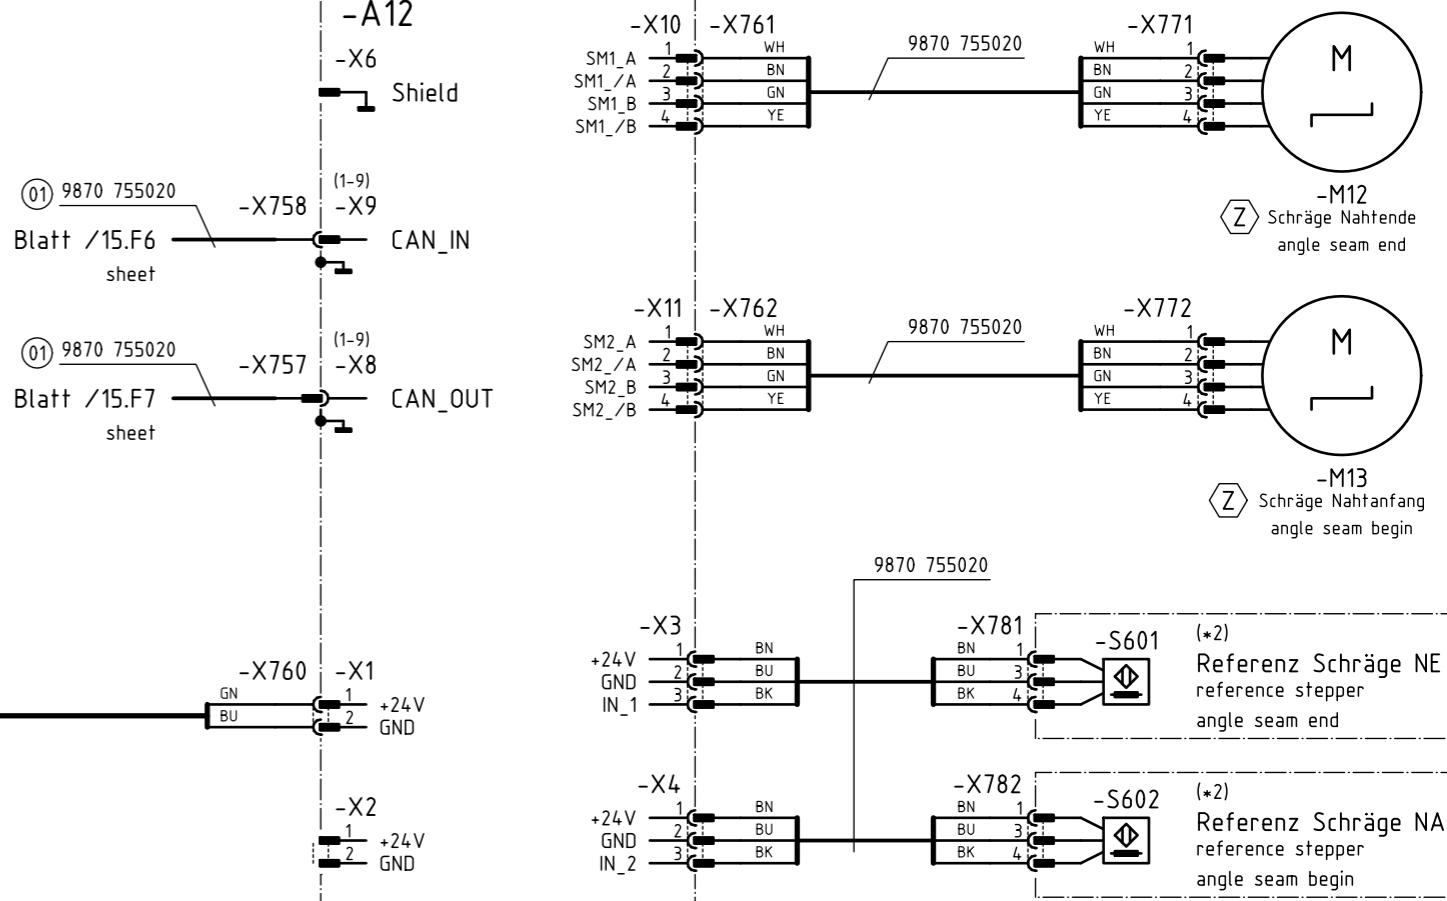 -A12
-X6
Shield
01 9870 755020
-X758
(1-9)
-X9
Blatt /15.F6
sheet
CAN_IN
01 9870 755020
-X757
(1-9)
-X8
Blatt /15.F7
sheet
CAN_OUT
-X760 -X1
GN 1 +24V
BU 2 GND
-X2
1 +24V
2 GND
-X10 -X761 9870 755020 -X771
SM1_A 1 WH WH 1
SM1_/A 2 BN BN 2
SM1_B 3 GN GN 3
SM1_/B 4 YE YE 4
M
-M12
Z Schräge Nahtende
angle seam end
-X11 -X762 9870 755020 -X772
SM2_A 1 WH WH 1
SM2_/A 2 BN BN 2
SM2_B 3 GN GN 3
SM2_/B 4 YE YE 4
M
-M13
Z Schräge Nahtanfang
angle seam begin
9870 755020
-X3 -X781
+24V 1 BN BN 1
GND 2 BU BU 3
IN_1 3 BK BK 4
-S601
(*2)
Referenz Schräge NE
reference stepper
angle seam end
-X4 -X782
+24V 1 BN BN 1
GND 2 BU BU 3
IN_2 3 BK BK 4
-S602
(*2)
Referenz Schräge NA
reference stepper
angle seam begin